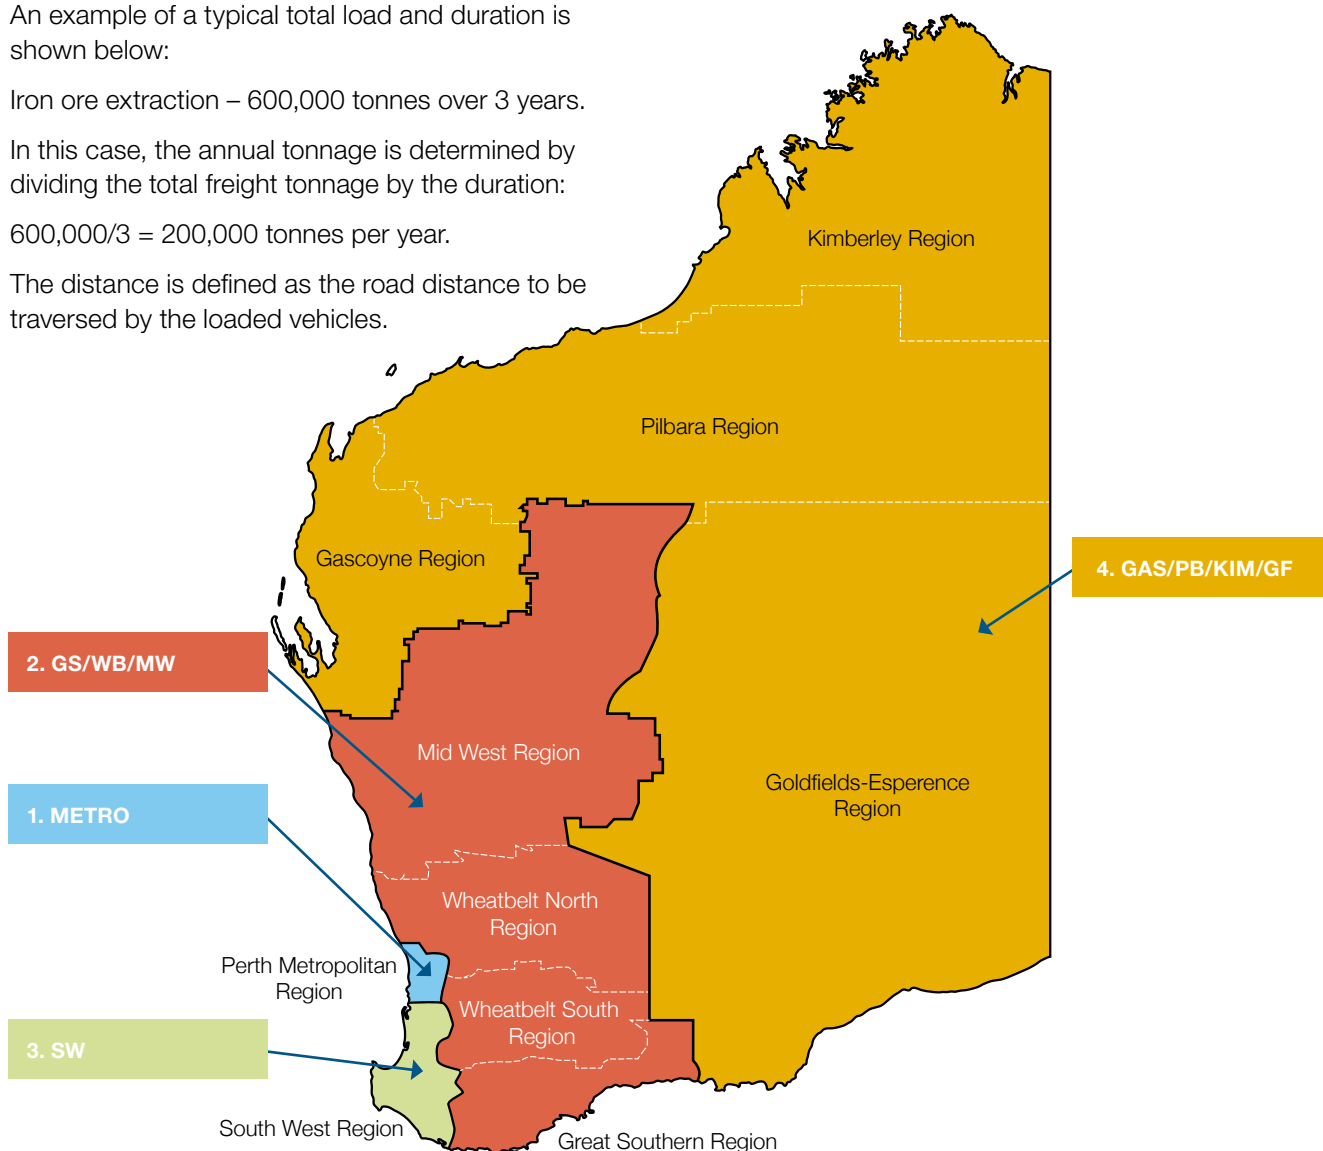 An example of a typical total load and duration is
shown below:
Iron ore extraction – 600,000 tonnes over 3 years.
In this case, the annual tonnage is determined by
dividing the total freight tonnage by the duration:
600,000/3 = 200,000 tonnes per year.
The distance is defined as the road distance to be
traversed by the loaded vehicles.
Kimberley Region
Pilbara Region
Gascoyne Region
4. GAS/PB/KIM/GF
2. GS/WB/MW
Mid West Region
Goldfields-Esperence
Region
1. METRO
Wheatbelt North
Region
Perth Metropolitan
Region
Wheatbelt South
Region
3. SW
South West Region
Great Southern Region